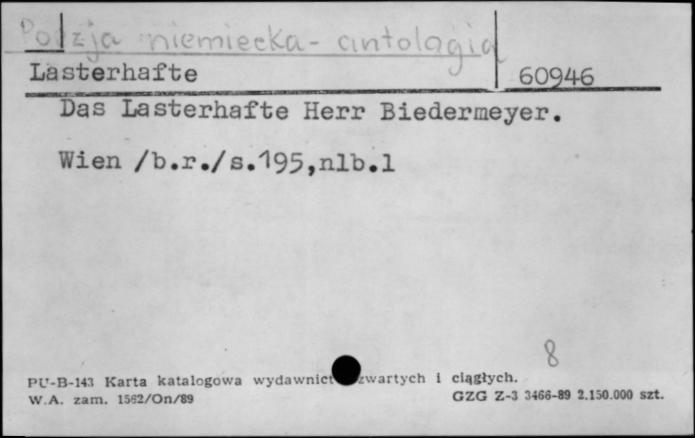 Poezja niemiecka - antologia
Lasterhafte 60946
Das Lasterhafte Herr Biedermeyer.
Wien /b.r./s.195,nlb.1
8
PU-B-143 Karta katalogowa wydawnict zwartych i ciągłych.
W.A. zam. 1562/On/89 GZG Z-3 3466-89 2.150.000 szt.